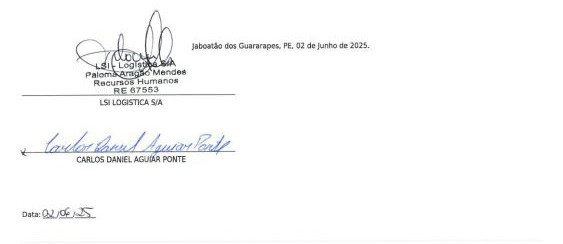 Jaboatão dos Guararapes, PE, 02 de junho de 2025.
LSI - Logistica S/A
Paloma Aragão Mendes
Recursos Humanos
RE 67553
LSI LOGISTICA S/A
x Carlos Daniel Aguiar Ponte
CARLOS DANIEL AGUIAR PONTE
Data: 02/06/25